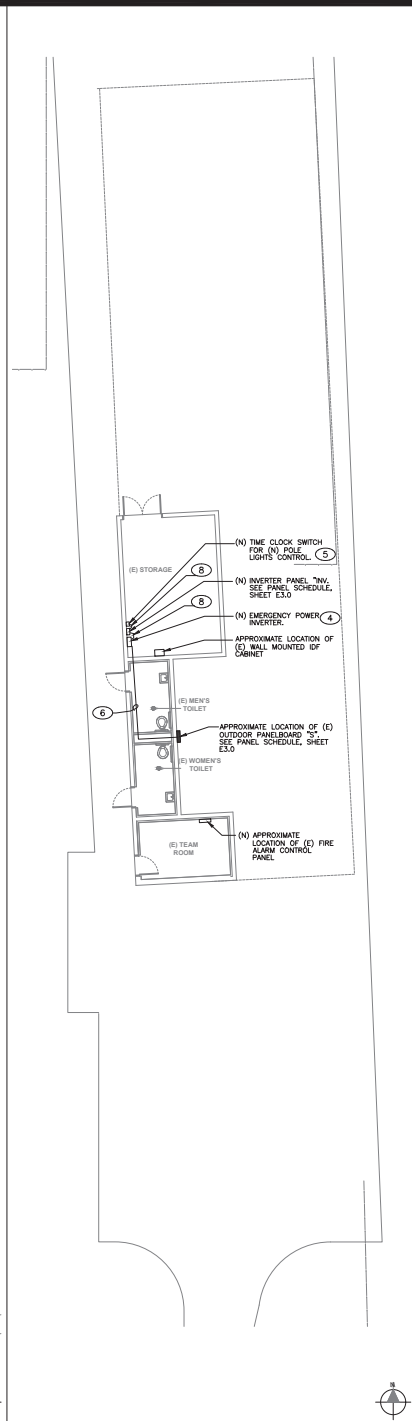 (N) TIME CLOCK SWITCH
FOR (N) POLE
LIGHTS CONTROL.
5
(E) STORAGE
8
(N) INVERTER PANEL "INV.
SEE PANEL SCHEDULE,
SHEET E3.0
8
(N) EMERGENCY POWER
INVERTER.
4
APPROXIMATE LOCATION OF
(E) WALL MOUNTED IDF
CABINET
(E) MEN'S
TOILET
6
APPROXIMATE LOCATION OF (E)
OUTDOOR PANELBOARD "S".
SEE PANEL SCHEDULE, SHEET
E3.0
(E) WOMEN'S
TOILET
(N) APPROXIMATE
LOCATION OF (E) FIRE
ALARM CONTROL
PANEL
(E) TEAM
ROOM
N